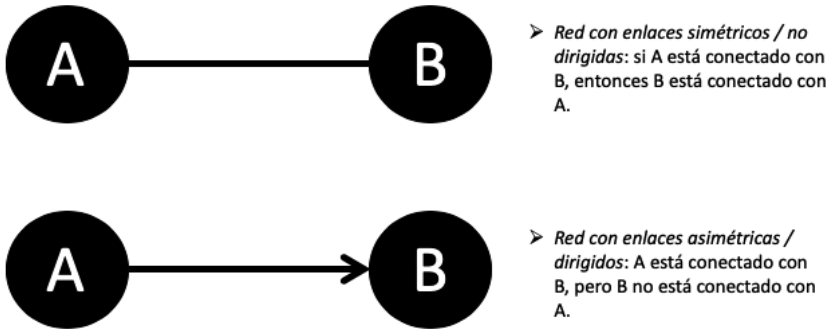 A
B
➢ Red con enlaces simétricos / no
dirigidas: si A está conectado con
B, entonces B está conectado con
A.
A
B
➢ Red con enlaces asimétricas /
dirigidos: A está conectado con
B, pero B no está conectado con
A.